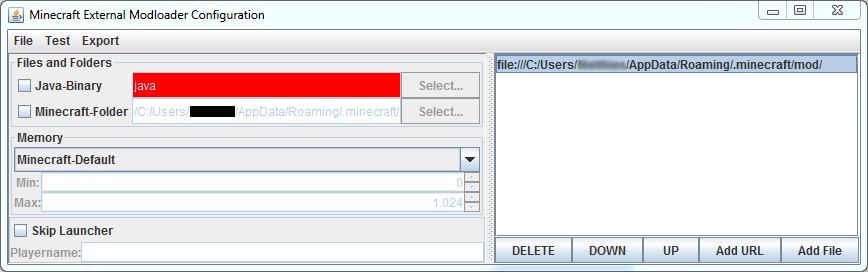 Minecraft External Modloader Configuration
File Test Export
Files and Folders
Java-Binary java Select...
Minecraft-Folder /C:/Users/ /AppData/Roaming/.minecraft/ Select...
Memory
Minecraft-Default
Min: 0
Max: 1.024
Skip Launcher
Playername:
file:///C:/Users/ /AppData/Roaming/.minecraft/mod/
DELETE DOWN UP Add URL Add File